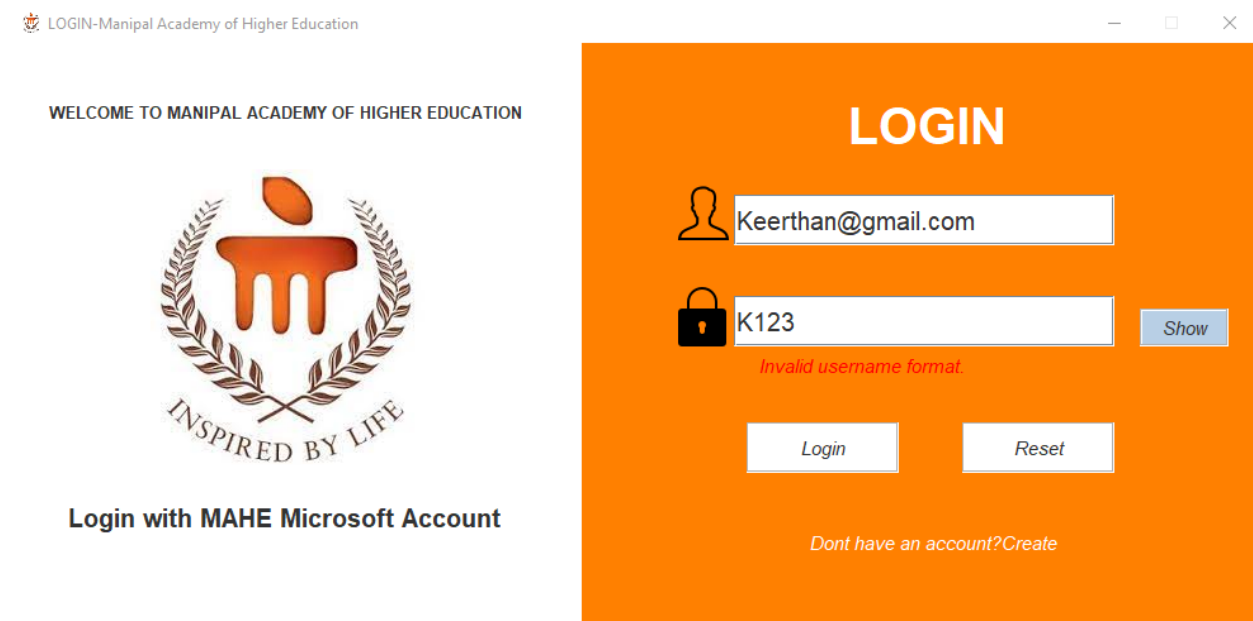 LOGIN-Manipal Academy of Higher Education
WELCOME TO MANIPAL ACADEMY OF HIGHER EDUCATION
INSPIRED BY LIFE
Login with MAHE Microsoft Account
LOGIN
Keerthan@gmail.com
K123
Show
Invalid username format.
Login
Reset
Dont have an account?Create